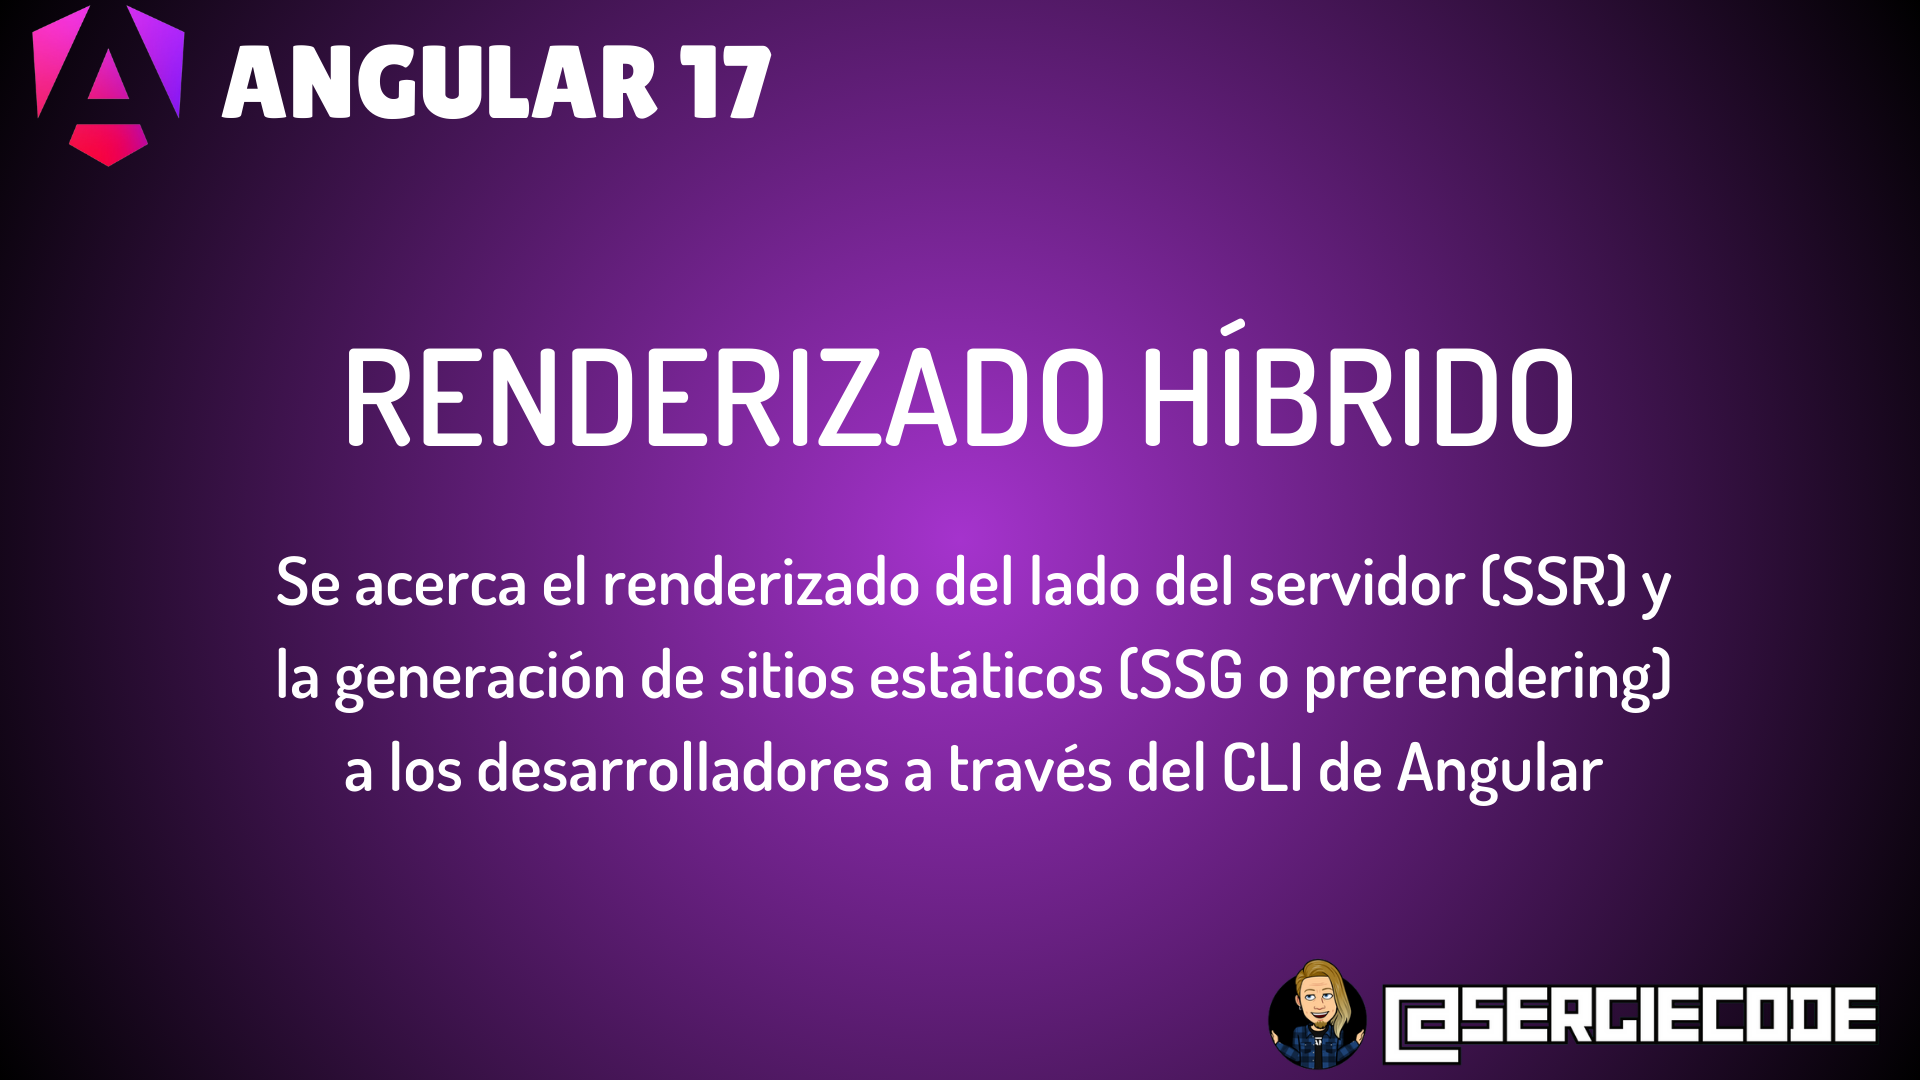 ANGULAR 17
RENDERIZADO HÍBRIDO
Se acerca el renderizado del lado del servidor (SSR) y
la generación de sitios estáticos (SSG o prerendering)
a los desarrolladores a través del CLI de Angular
@SERGIECODE